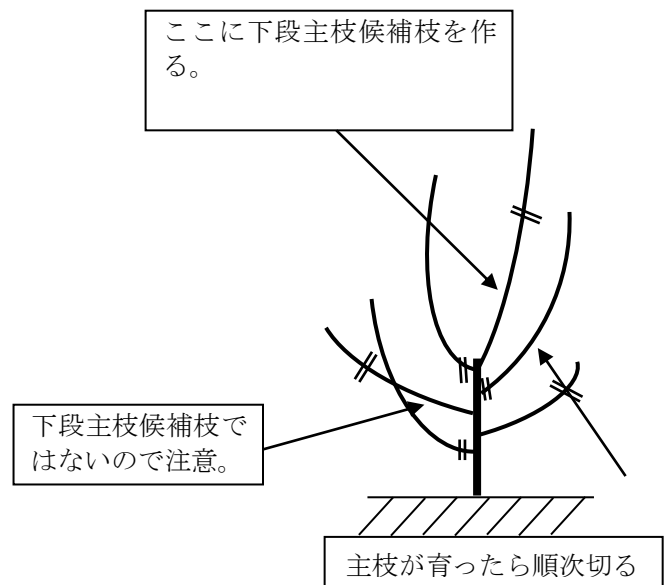 ここに下段主枝候補枝を作
る。
下段主枝候補枝で
はないので注意。
主枝が育ったら順次切る